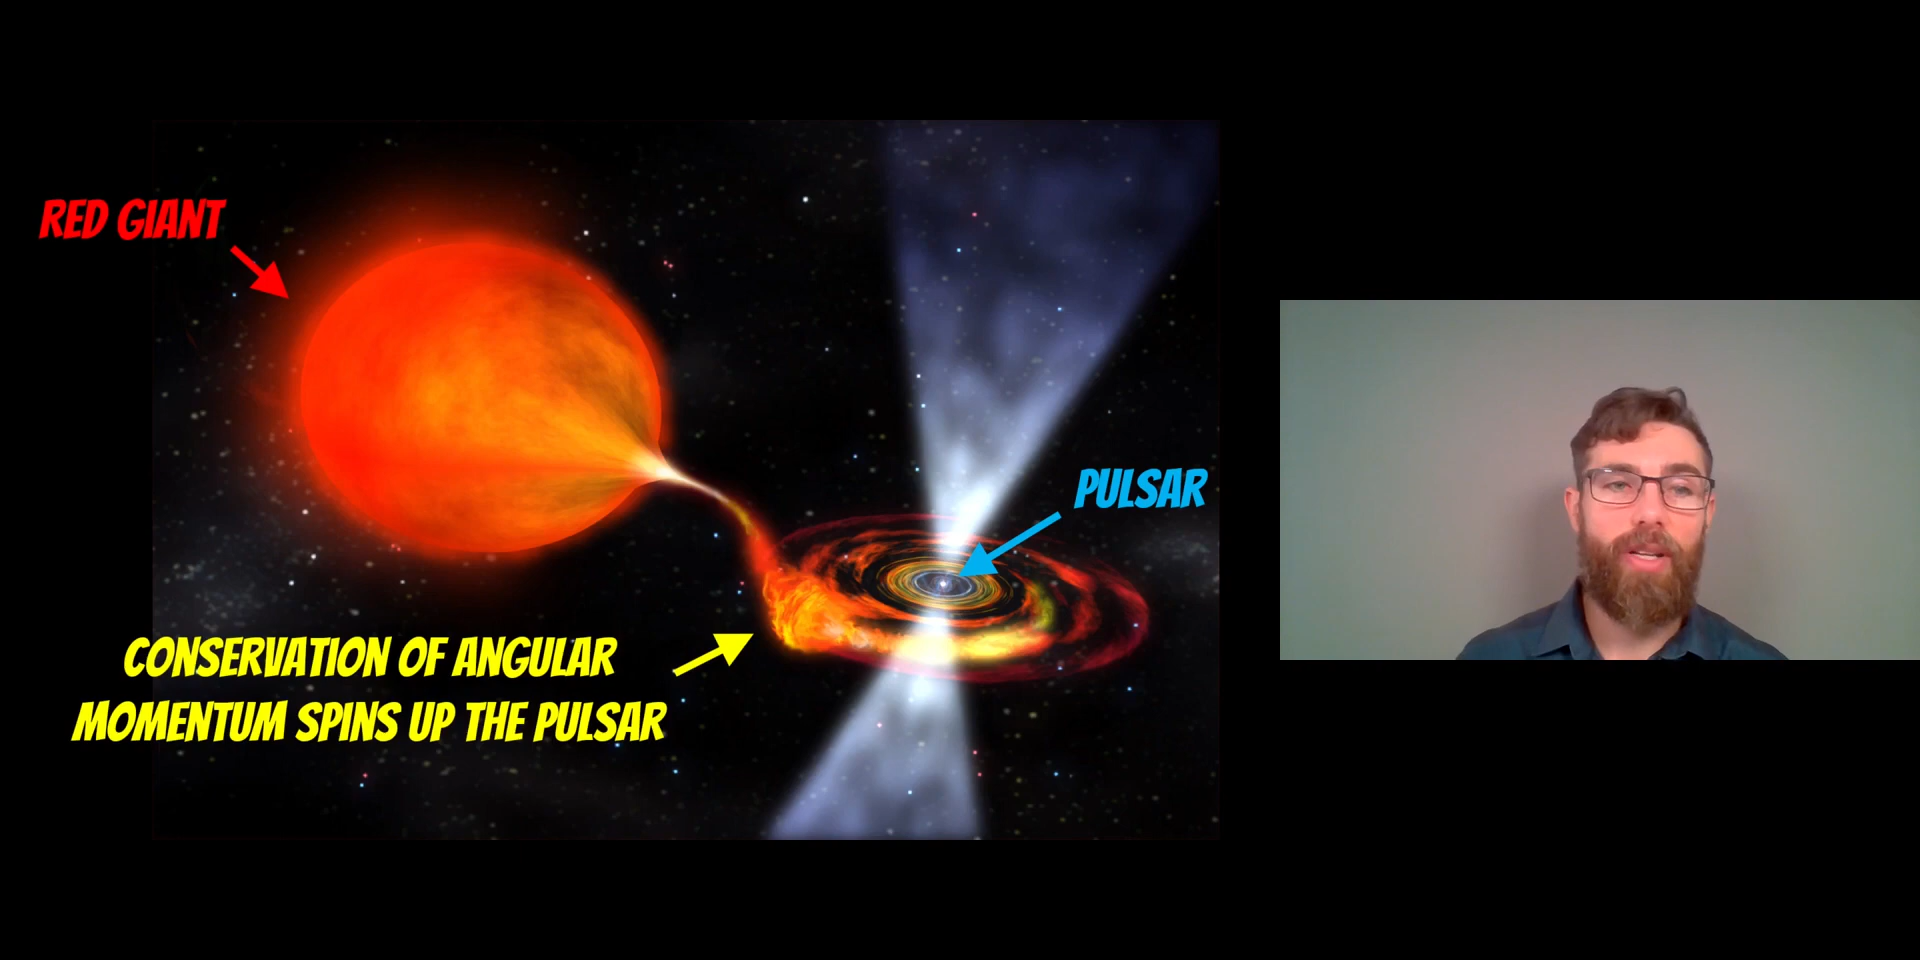 RED GIANT
PULSAR
CONSERVATION OF ANGULAR
MOMENTUM SPINS UP THE PULSAR